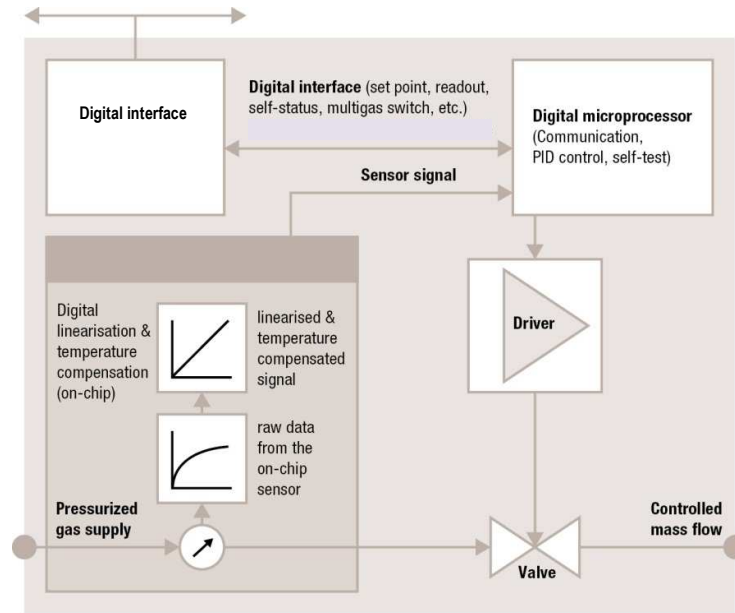 Digital interface
Digital interface (set point, readout,
self-status, multigas switch, etc.)
Digital microprocessor
(Communication,
PID control, self-test)
Sensor signal
Digital
linearisation &
temperature
compensation
(on-chip)
linearised &
temperature
compensated
signal
Driver
raw data
from the
on-chip
sensor
Pressurized
gas supply
Controlled
mass flow
Valve